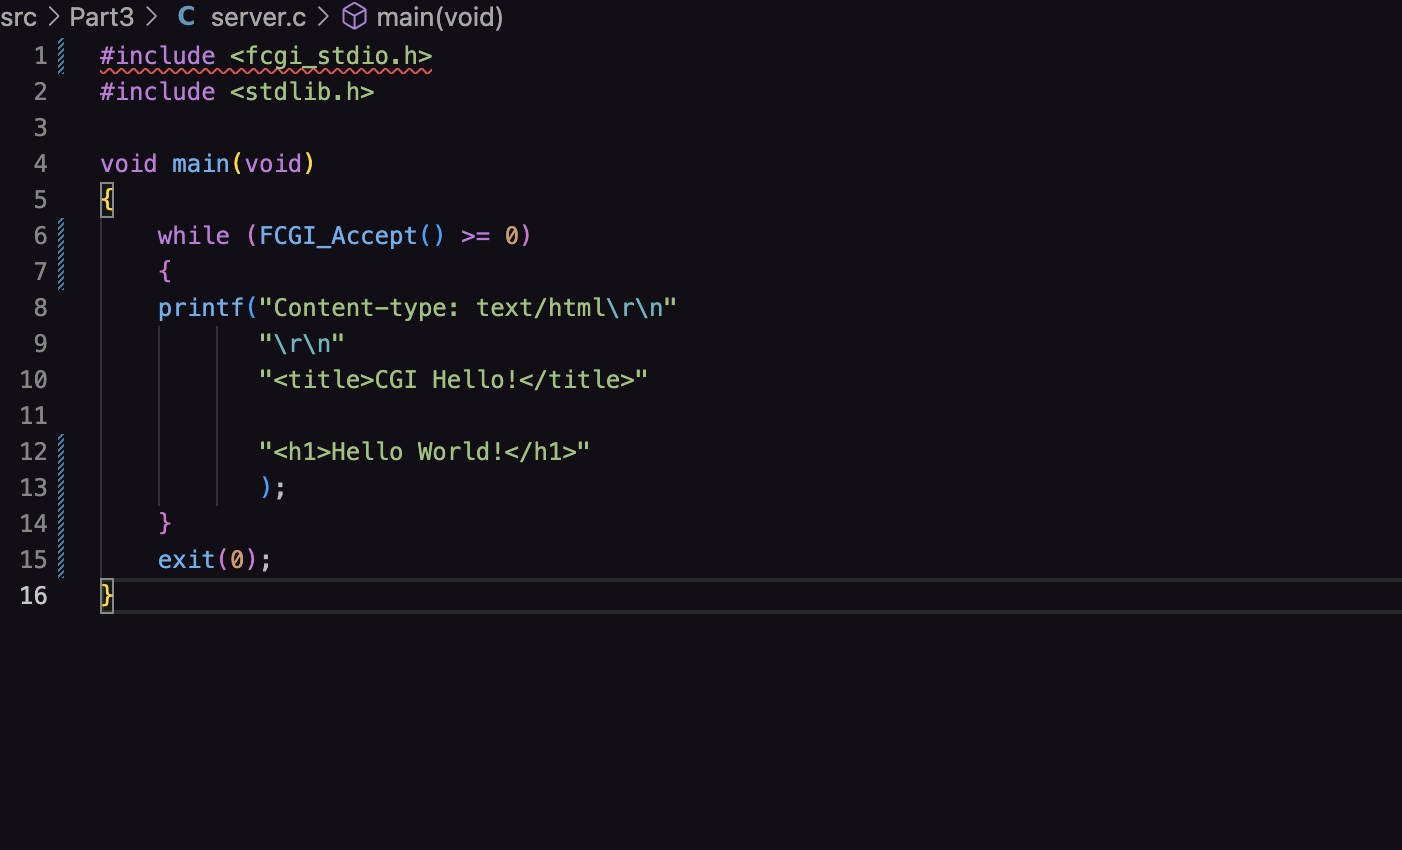 src > Part3 > C server.c > main(void)
1 #include <fcgi_stdio.h>
2 #include <stdlib.h>
3
4 void main(void)
5 {
6     while (FCGI_Accept() >= 0)
7     {
8     printf("Content-type: text/html\r\n"
9            "\r\n"
10            "<title>CGI Hello!</title>"
11
12            "<h1>Hello World!</h1>"
13            );
14     }
15     exit(0);
16 }